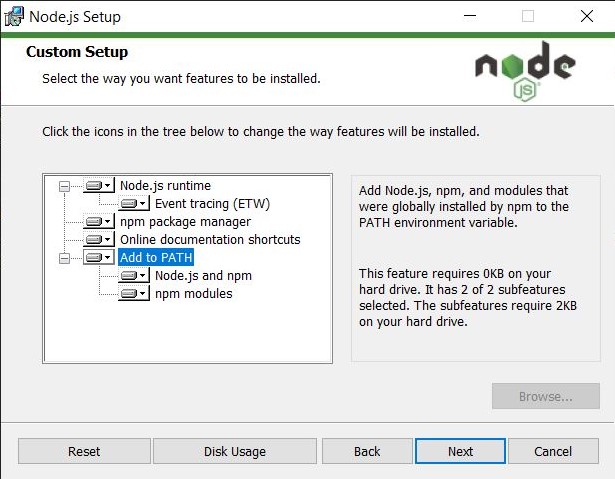 Node.js Setup
Custom Setup
Select the way you want features to be installed.
node
JS
Click the icons in the tree below to change the way features will be installed.
Node.js runtime
Event tracing (ETW)
npm package manager
Online documentation shortcuts
Add to PATH
Node.js and npm
npm modules
Add Node.js, npm, and modules that
were globally installed by npm to the
PATH environment variable.
This feature requires 0KB on your
hard drive. It has 2 of 2 subfeatures
selected. The subfeatures require 2KB
on your hard drive.
Browse...
Reset
Disk Usage
Back
Next
Cancel